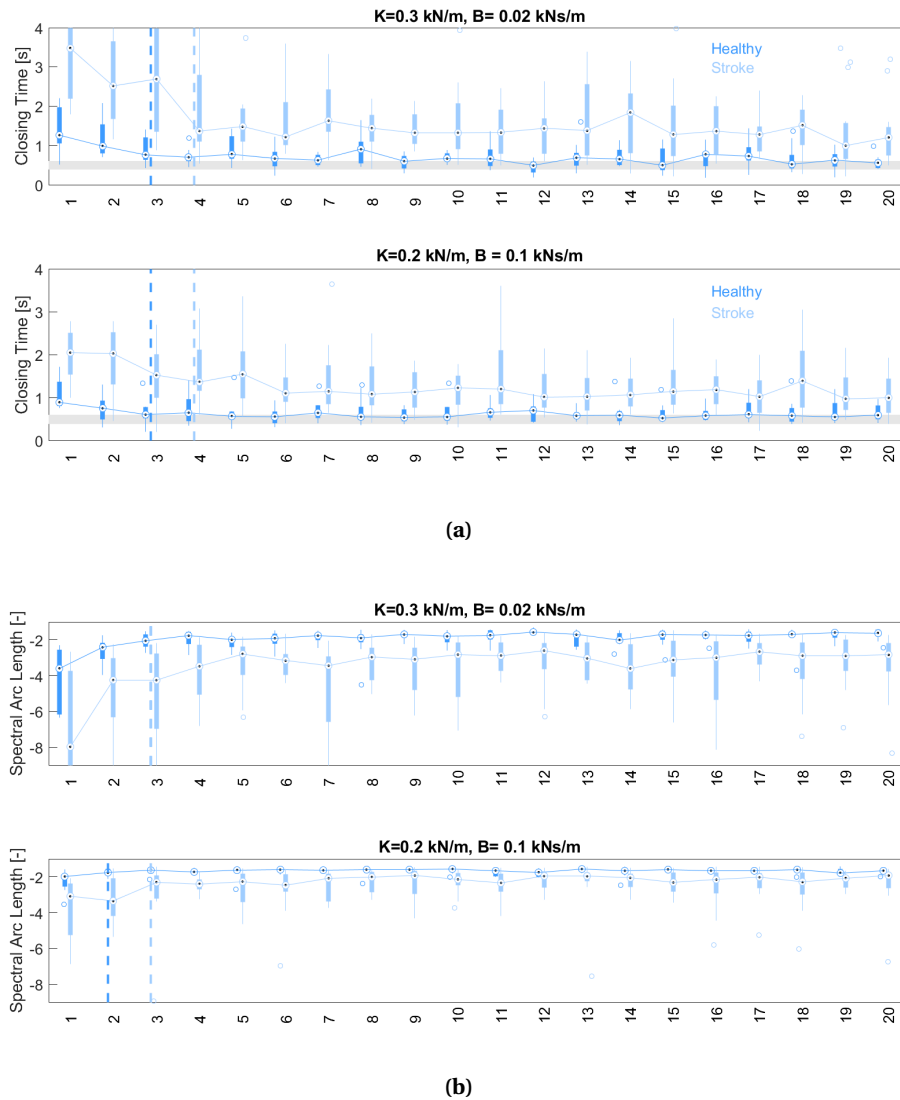 K=0.3 kN/m, B= 0.02 kNs/m
Closing Time [s]
4
3
2
1
0
Healthy
Stroke
1 2 3 4 5 6 7 8 9 10 11 12 13 14 15 16 17 18 19 20
K=0.2 kN/m, B = 0.1 kNs/m
Closing Time [s]
4
3
2
1
0
Healthy
Stroke
1 2 3 4 5 6 7 8 9 10 11 12 13 14 15 16 17 18 19 20
(a)
K=0.3 kN/m, B= 0.02 kNs/m
Spectral Arc Length [-]
-2
-4
-6
-8
1 2 3 4 5 6 7 8 9 10 11 12 13 14 15 16 17 18 19 20
K=0.2 kN/m, B= 0.1 kNs/m
Spectral Arc Length [-]
-2
-4
-6
-8
1 2 3 4 5 6 7 8 9 10 11 12 13 14 15 16 17 18 19 20
(b)